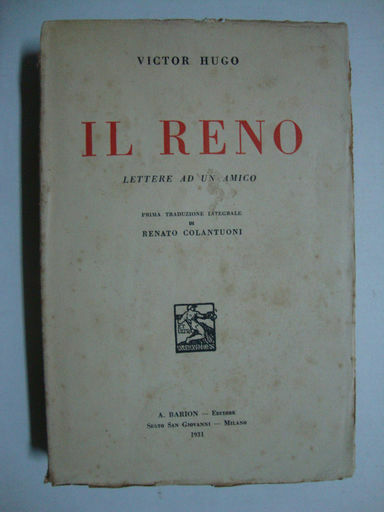 VICTOR HUGO
IL RENO
LETTERE AD UN AMICO
PRIMA TRADUZIONE INTEGRALE
DI
RENATO COLANTUONI
A. BARION — EDITORE
SESTO SAN GIOVANNI — MILANO
1931